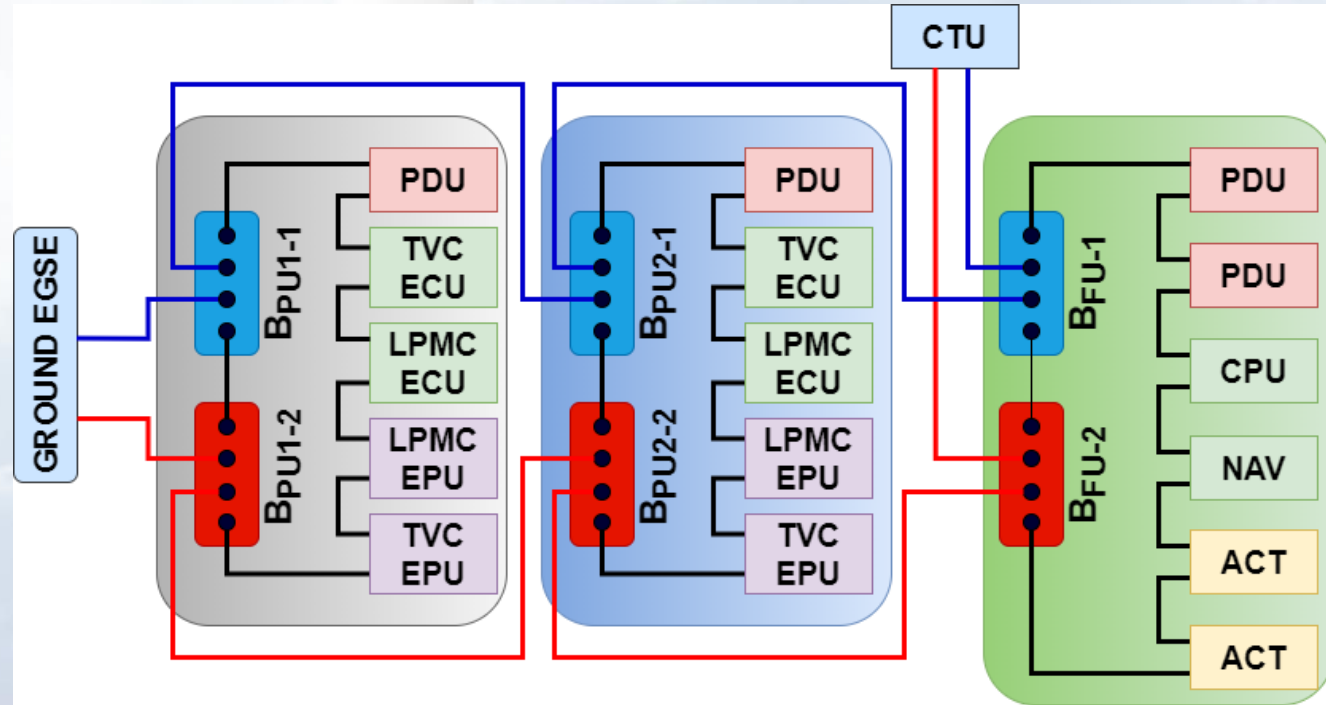 CTU
GROUND EGSE
BPU1-1
BPU1-2
PDU
TVC
ECU
LPMC
ECU
LPMC
EPU
TVC
EPU
BPU2-1
BPU2-2
PDU
TVC
ECU
LPMC
ECU
LPMC
EPU
TVC
EPU
BFU-1
BFU-2
PDU
PDU
CPU
NAV
ACT
ACT